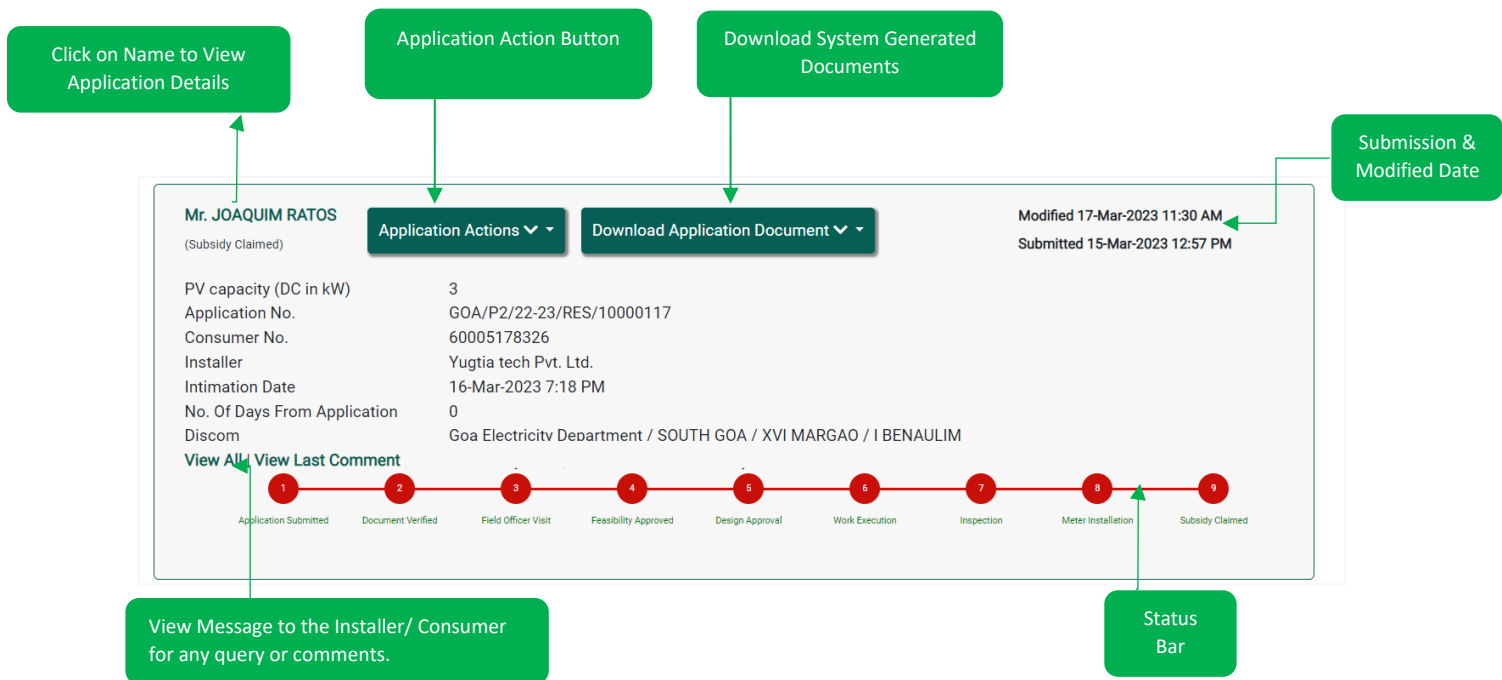 Click on Name to View
Application Details
Application Action Button
Download System Generated
Documents
Submission &
Modified Date
Mr. JOAQUIM RATOS
(Subsidy Claimed)
Application Actions
Download Application Document
Modified 17-Mar-2023 11:30 AM
Submitted 15-Mar-2023 12:57 PM
PV capacity (DC in kW) 3
Application No. GOA/P2/22-23/RES/10000117
Consumer No. 60005178326
Installer Yugtia tech Pvt. Ltd.
Intimation Date 16-Mar-2023 7:18 PM
No. Of Days From Application 0
Discom Goa Electricity Department / SOUTH GOA / XVI MARGAO / I BENAULIM
View All | View Last Comment
1 2 3 4 5 6 7 8 9
Application Submitted Document Verified Field Officer Visit Feasibility Approved Design Approval Work Execution Inspection Meter Installation Subsidy Claimed
View Message to the Installer/ Consumer
for any query or comments.
Status
Bar